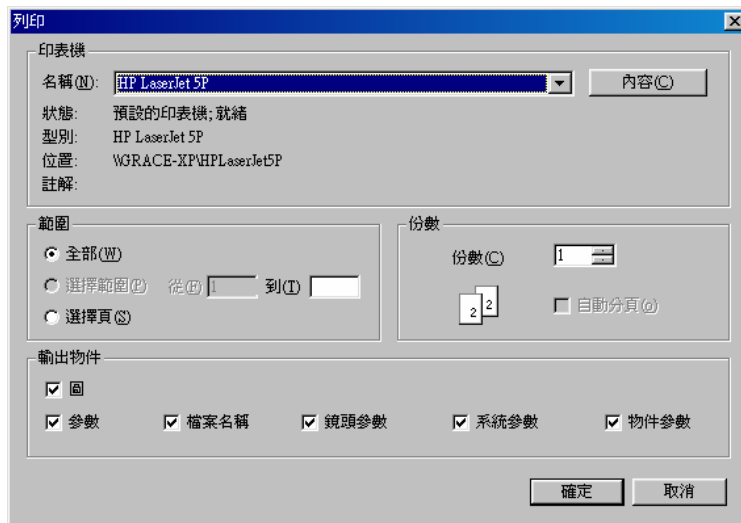 列印
印表機
名稱(N): HP LaserJet 5P 內容(C)
狀態: 預設的印表機; 就緒
型別: HP LaserJet 5P
位置: \\GRACE-XP\HPLaserJet5P
註解:
範圍
全部(W)
選擇範圍(P) 從(F) 1 到(T)
選擇頁(S)
份數
份數(C) 1
2 2 自動分頁(o)
輸出物件
圖
參數 檔案名稱 鏡頭參數 系統參數 物件參數
確定 取消